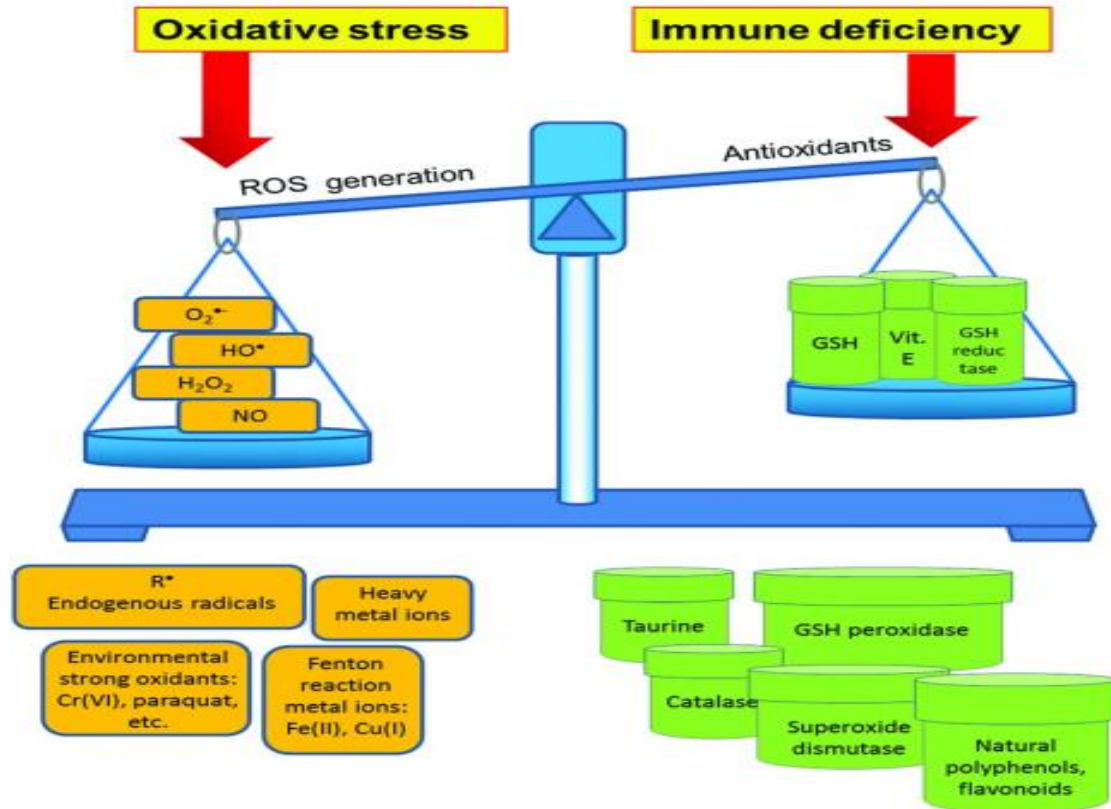 Oxidative stress
Immune deficiency
ROS generation
Antioxidants
O₂•⁻
HO•
H₂O₂
NO
GSH
Vit.
E
GSH
reduc
tase
R•
Endogenous radicals
Heavy
metal ions
Environmental
strong oxidants:
Cr(VI), paraquat,
etc.
Fenton
reaction
metal ions:
Fe(II), Cu(I)
Taurine
GSH peroxidase
Catalase
Superoxide
dismutase
Natural
polyphenols,
flavonoids